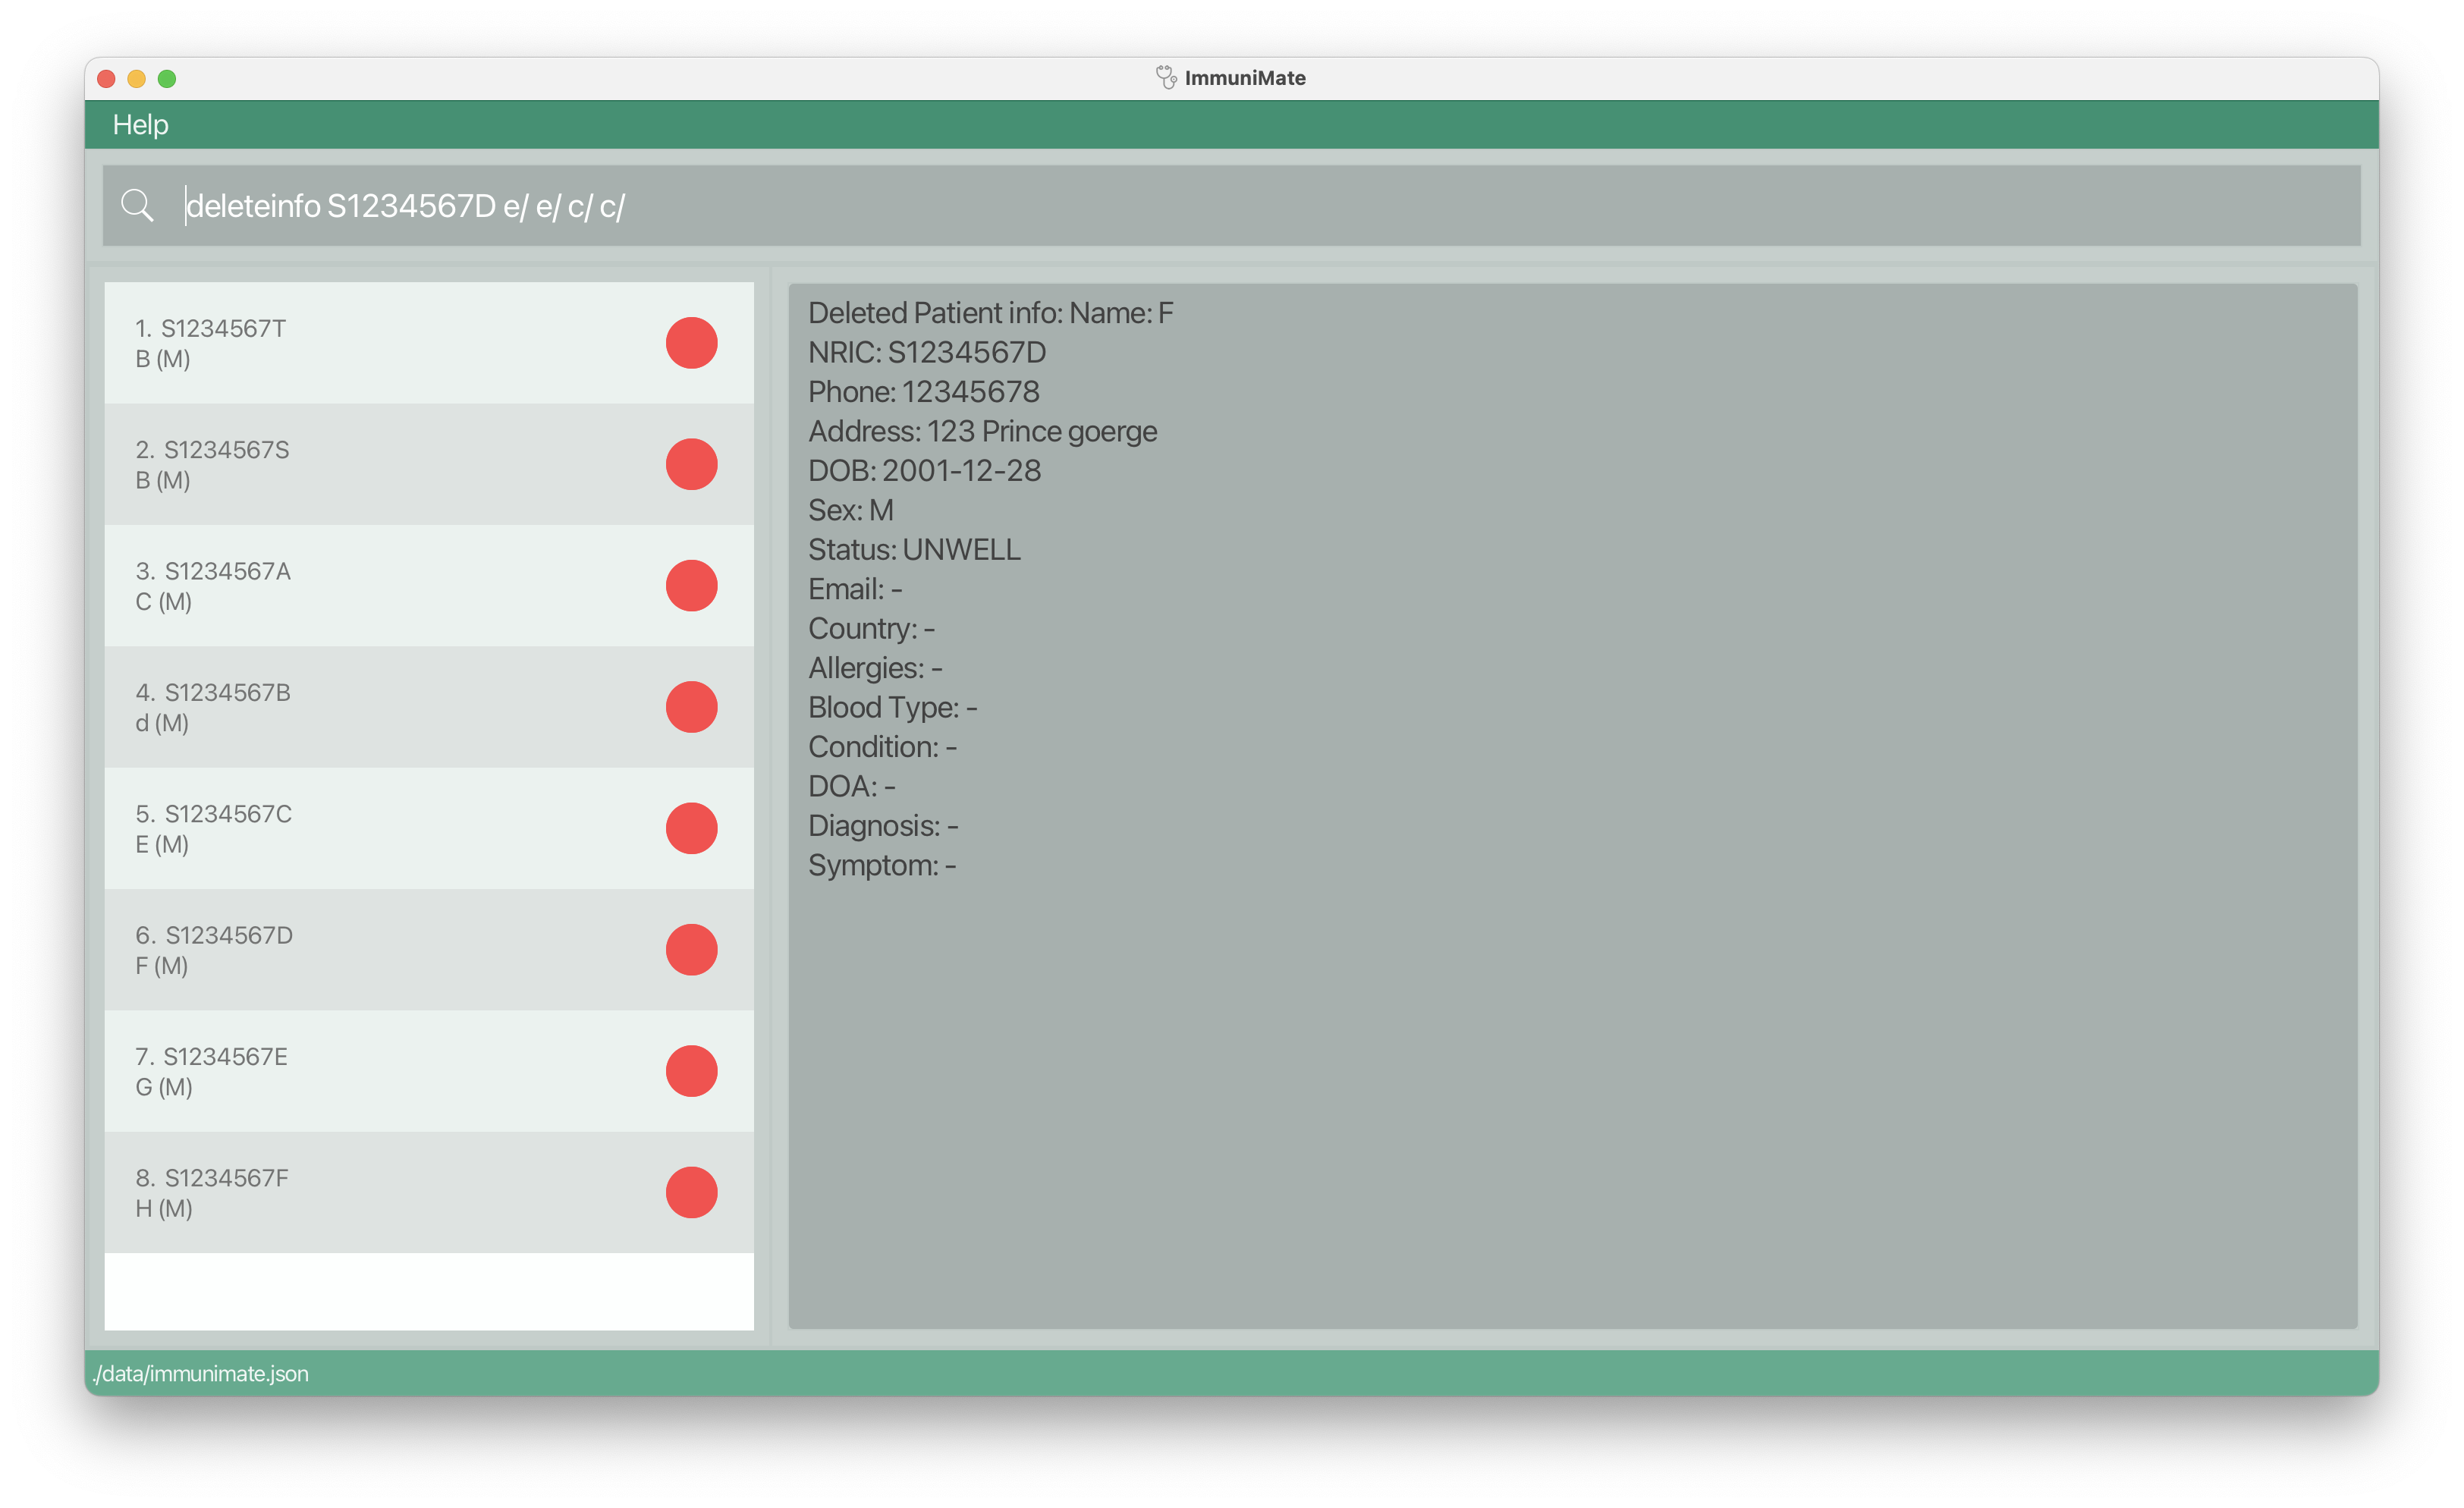 ImmuniMate
Help
deleteinfo S1234567D e/ e/ c/ c/
1. S1234567T
B (M)
2. S1234567S
B (M)
3. S1234567A
C (M)
4. S1234567B
d (M)
5. S1234567C
E (M)
6. S1234567D
F (M)
7. S1234567E
G (M)
8. S1234567F
H (M)
Deleted Patient info: Name: F
NRIC: S1234567D
Phone: 12345678
Address: 123 Prince goerge
DOB: 2001-12-28
Sex: M
Status: UNWELL
Email: -
Country: -
Allergies: -
Blood Type: -
Condition: -
DOA: -
Diagnosis: -
Symptom: -
./data/immunimate.json